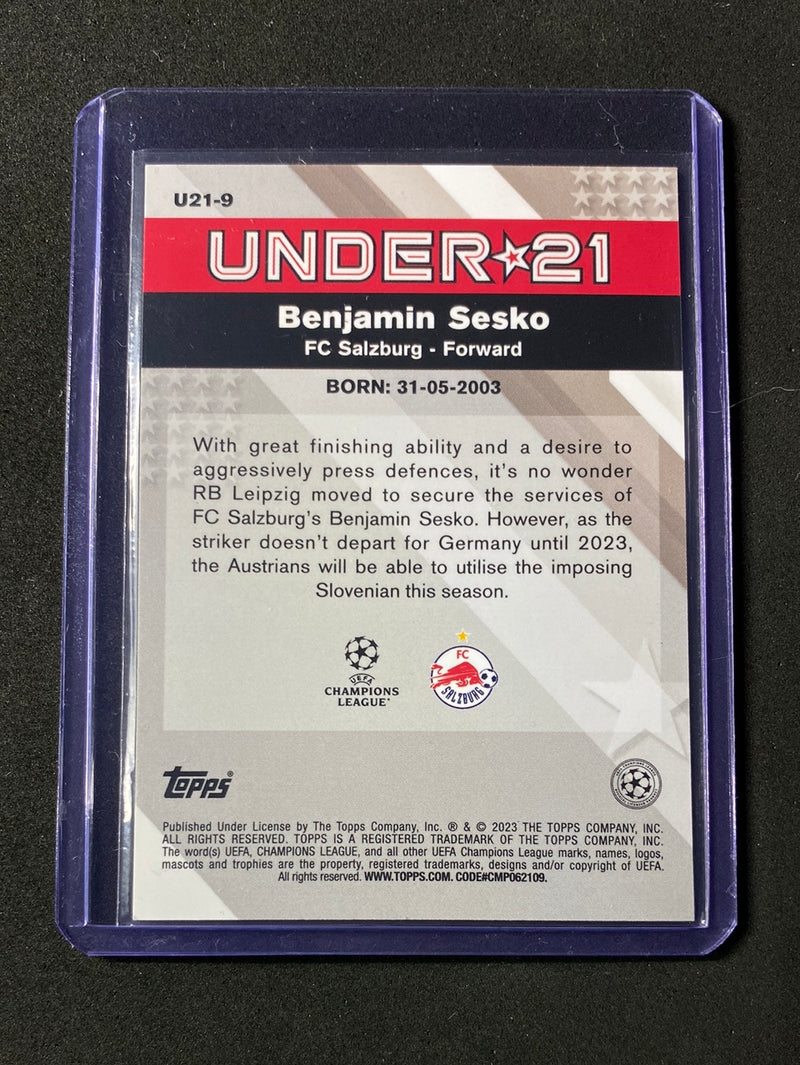 U21-9
UNDER★21
Benjamin Sesko
FC Salzburg - Forward
BORN: 31-05-2003
With great finishing ability and a desire to
aggressively press defences, it's no wonder
RB Leipzig moved to secure the services of
FC Salzburg's Benjamin Sesko. However, as the
striker doesn't depart for Germany until 2023,
the Austrians will be able to utilise the imposing
Slovenian this season.
UEFA
CHAMPIONS
LEAGUE®
FC
SALZBURG
Topps®
Published Under License by The Topps Company, Inc. ® & © 2023 THE TOPPS COMPANY, INC.
ALL RIGHTS RESERVED. TOPPS IS A REGISTERED TRADEMARK OF THE TOPPS COMPANY, INC.
The word(s) UEFA, CHAMPIONS LEAGUE, and all other UEFA Champions League marks, names, logos,
mascots and trophies are the property, registered trademarks, designs and/or copyright of UEFA.
All rights reserved. WWW.TOPPS.COM. CODE#CMP062109.